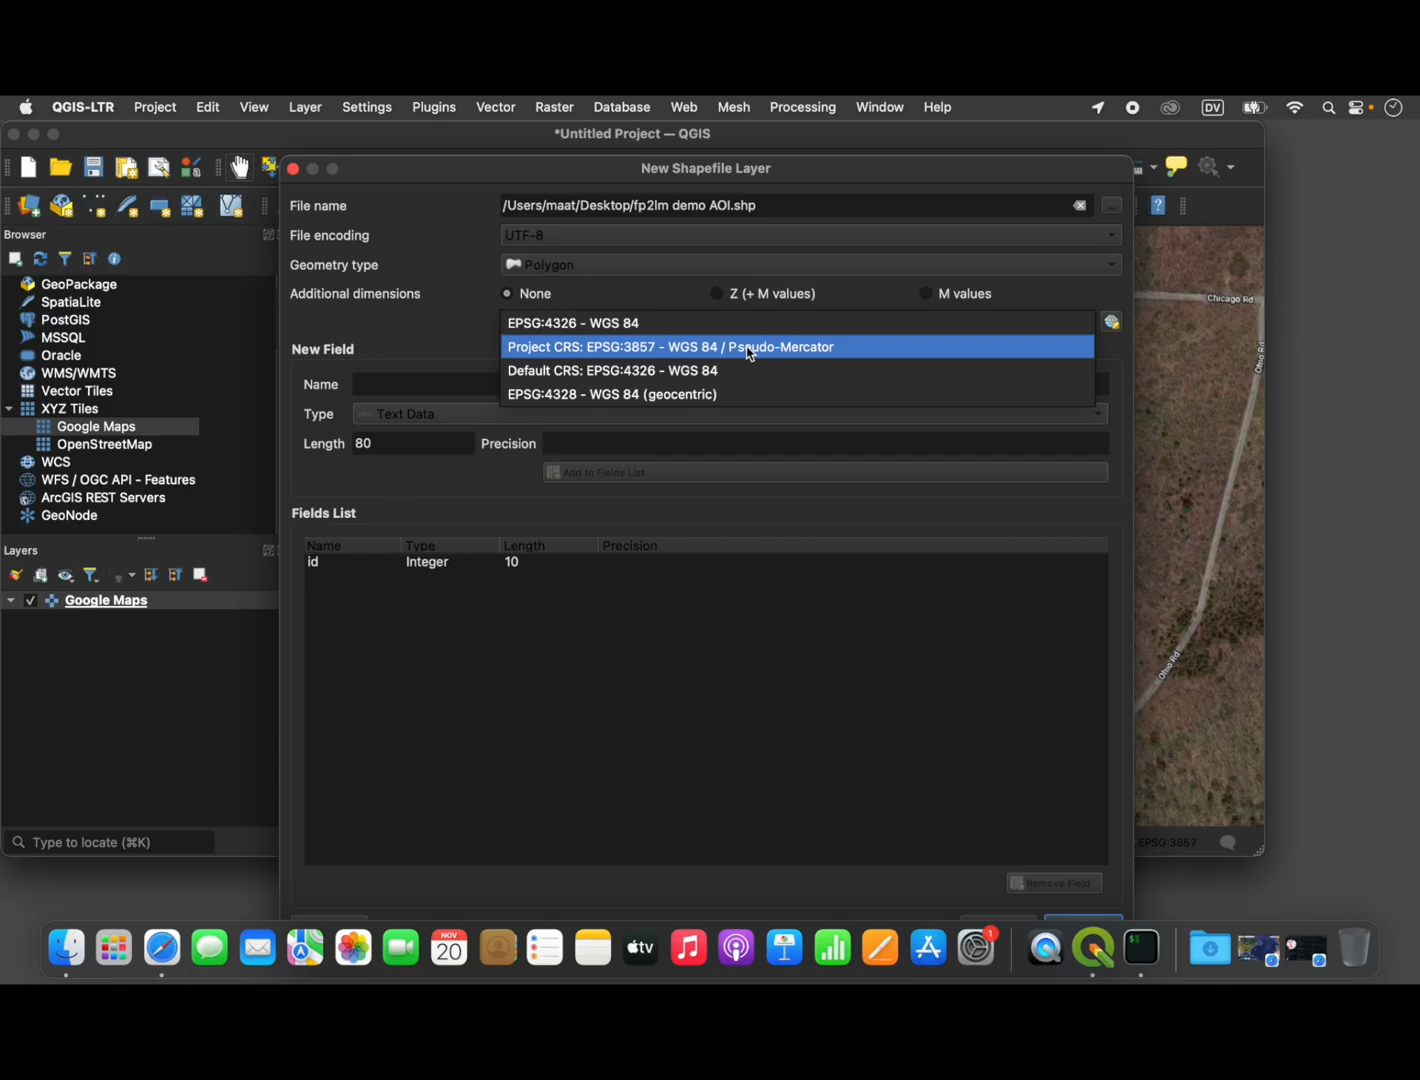 QGIS-LTR Project Edit View Layer Settings Plugins Vector Raster Database Web Mesh Processing Window Help DV
*Untitled Project — QGIS
New Shapefile Layer
File name /Users/maat/Desktop/fp2lm demo AOI.shp ...
File encoding UTF-8
Geometry type Polygon
Additional dimensions None Z (+ M values) M values
EPSG:4326 - WGS 84
Project CRS: EPSG:3857 - WGS 84 / Pseudo-Mercator
Default CRS: EPSG:4326 - WGS 84
EPSG:4328 - WGS 84 (geocentric)
New Field
Name
Type abc Text Data
Length 80 Precision
Add to Fields List
Fields List
Name Type Length Precision
id Integer 10
Remove Field
Browser
GeoPackage
SpatiaLite
PostGIS
MSSQL
Oracle
WMS/WMTS
Vector Tiles
XYZ Tiles
Google Maps
OpenStreetMap
WCS
WFS / OGC API - Features
ArcGIS REST Servers
GeoNode
Layers
Google Maps
Type to locate (⌘K)
Chicago Rd
Ohio Rd
Ohio Rd
EPSG:3857
NOV
20
tv
1
$